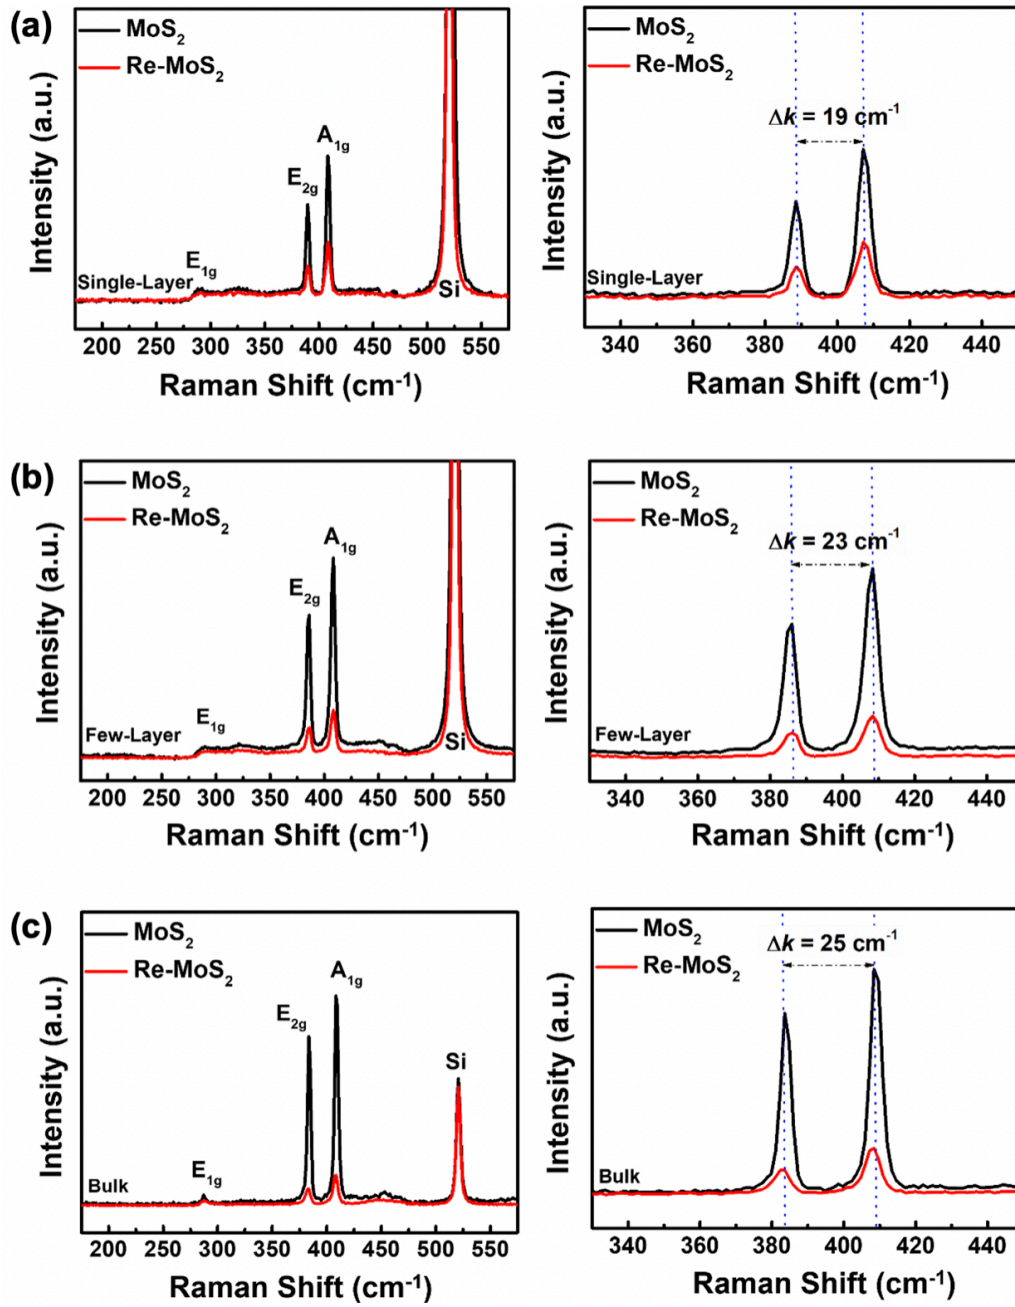 (a)
MoS2
Re-MoS2
E1g
E2g
A1g
Single-Layer
Si
Intensity (a.u.)
200 250 300 350 400 450 500 550
Raman Shift (cm-1)
MoS2
Re-MoS2
Δk = 19 cm-1
Single-Layer
Intensity (a.u.)
340 360 380 400 420 440
Raman Shift (cm-1)
(b)
MoS2
Re-MoS2
A1g
E2g
E1g
Few-Layer
Si
Intensity (a.u.)
200 250 300 350 400 450 500 550
Raman Shift (cm-1)
MoS2
Re-MoS2
Δk = 23 cm-1
Few-Layer
Intensity (a.u.)
340 360 380 400 420 440
Raman Shift (cm-1)
(c)
MoS2
Re-MoS2
A1g
E2g
Si
E1g
Bulk
Intensity (a.u.)
200 250 300 350 400 450 500 550
Raman Shift (cm-1)
MoS2
Re-MoS2
Δk = 25 cm-1
Bulk
Intensity (a.u.)
340 360 380 400 420 440
Raman Shift (cm-1)